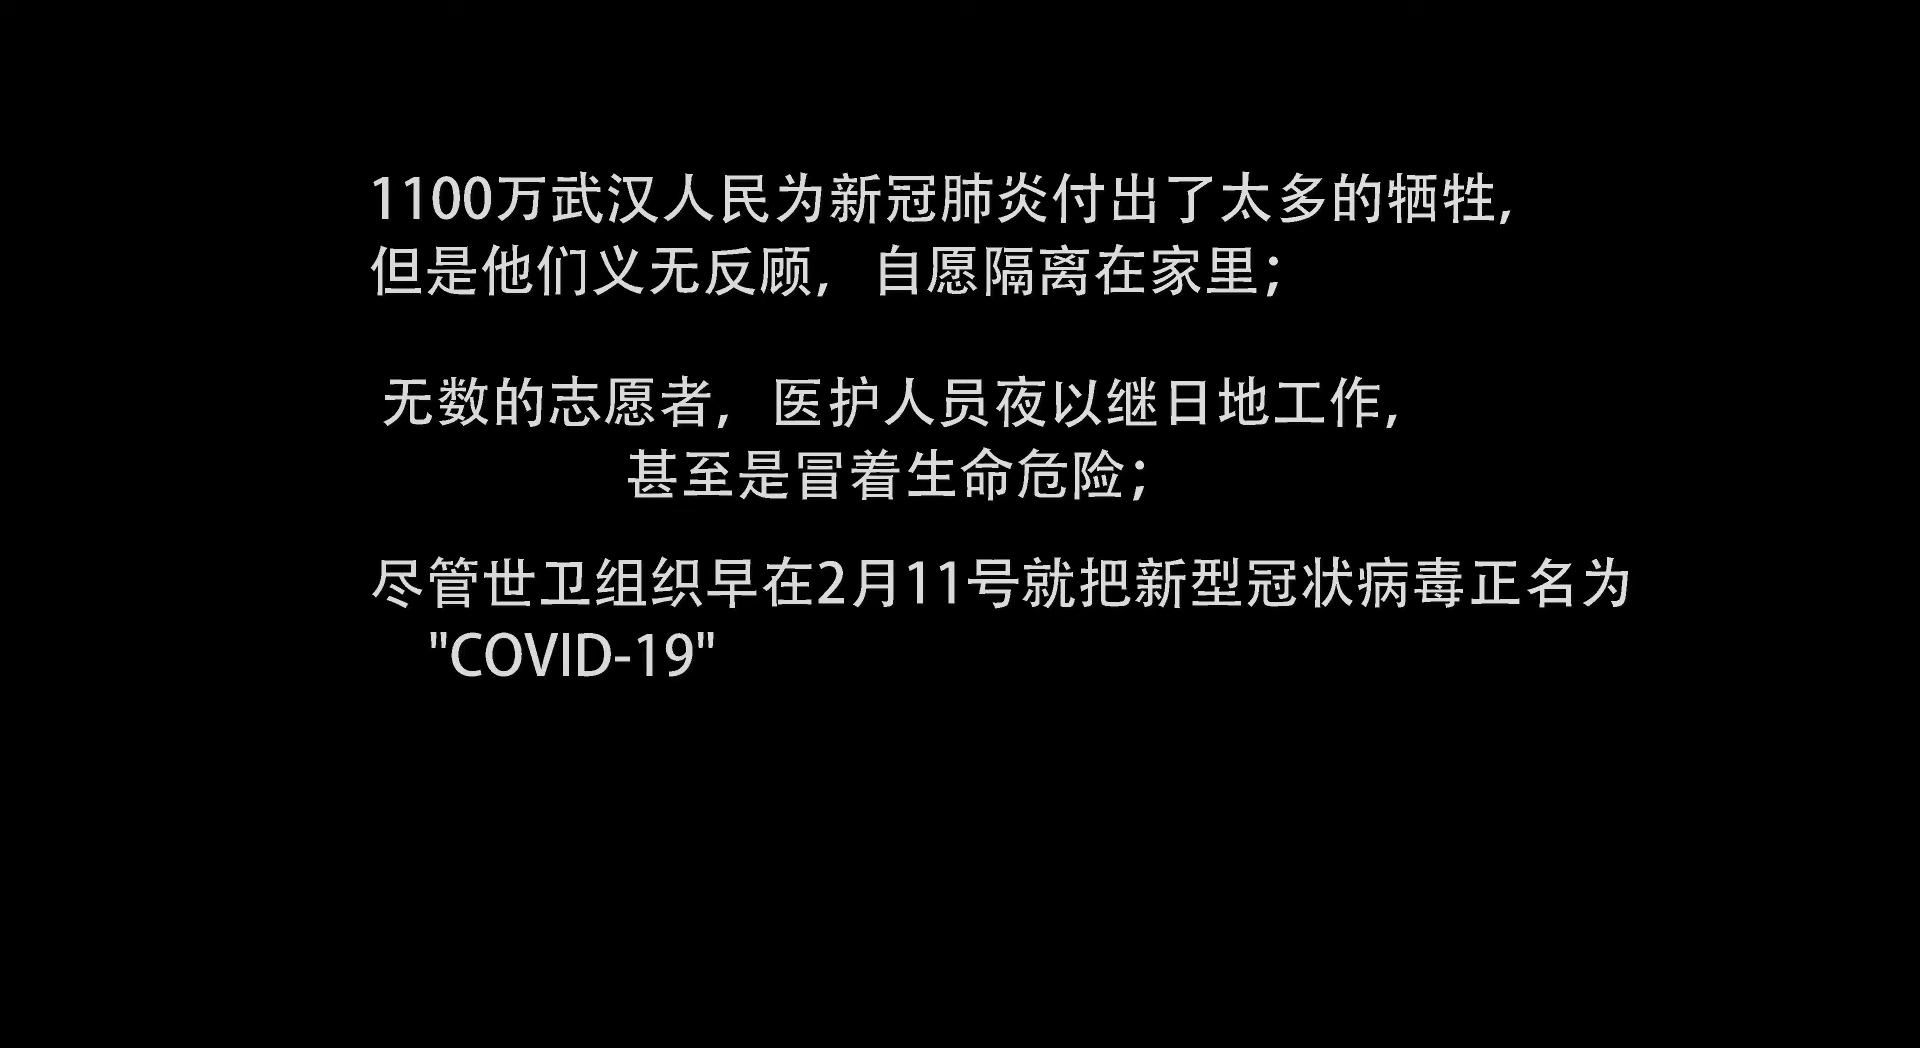 1100万武汉人民为新冠肺炎付出了太多的牺牲,
但是他们义无反顾，自愿隔离在家里；
无数的志愿者，医护人员夜以继日地工作,
甚至是冒着生命危险；
尽管世卫组织早在2月11号就把新型冠状病毒正名为
"COVID-19"